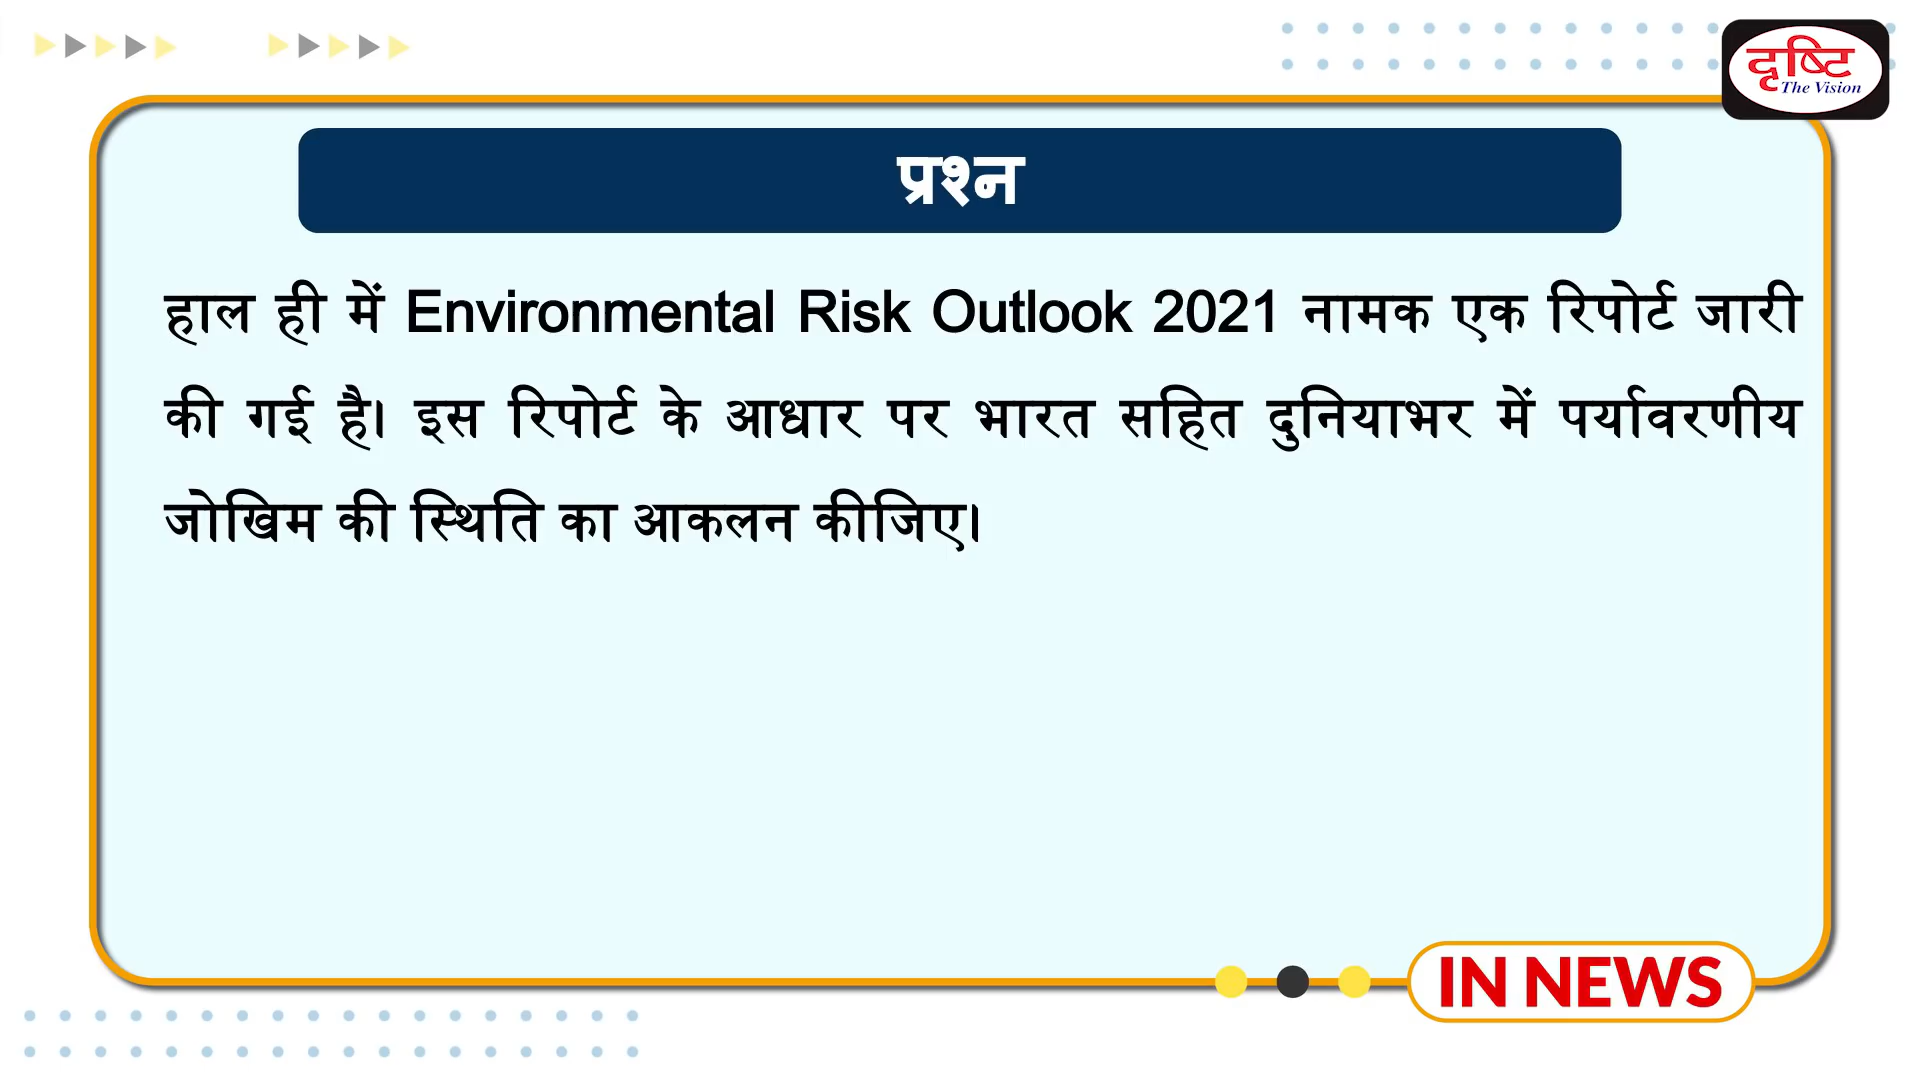 दृष्टि
The Vision
प्रश्न
हाल ही में Environmental Risk Outlook 2021 नामक एक रिपोर्ट जारी
की गई है। इस रिपोर्ट के आधार पर भारत सहित दुनियाभर में पर्यावरणीय
जोखिम की स्थिति का आकलन कीजिए।
IN NEWS